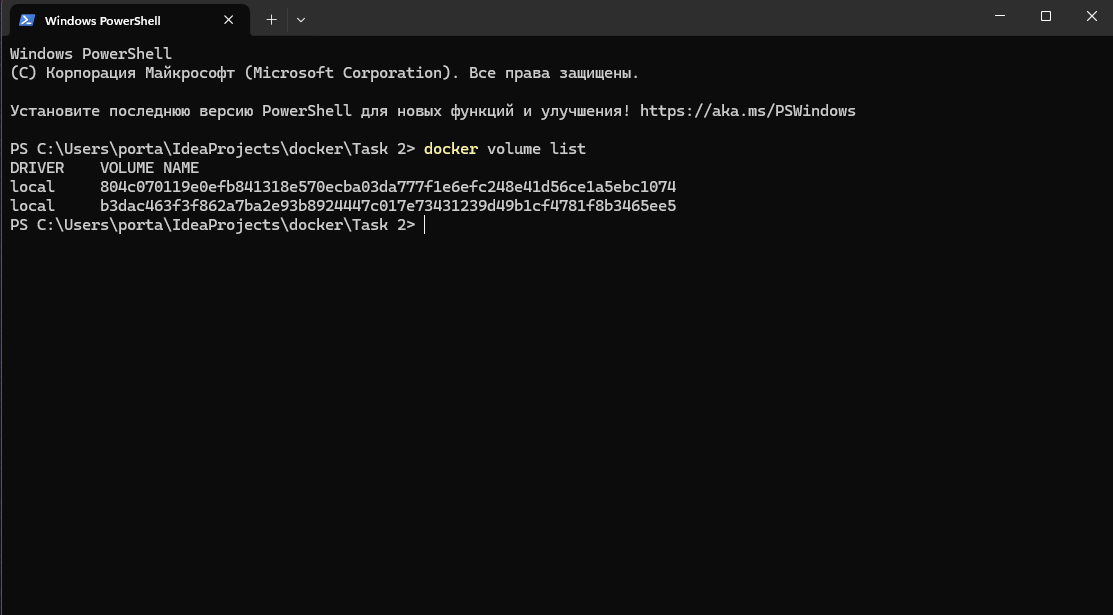 Windows PowerShell
Windows PowerShell
(C) Корпорация Майкрософт (Microsoft Corporation). Все права защищены.
Установите последнюю версию PowerShell для новых функций и улучшения! https://aka.ms/PSWindows
PS C:\Users\porta\IdeaProjects\docker\Task 2> docker volume list
DRIVER    VOLUME NAME
local     804c070119e0efb841318e570ecba03da777f1e6efc248e41d56ce1a5ebc1074
local     b3dac463f3f862a7ba2e93b8924447c017e73431239d49b1cf4781f8b3465ee5
PS C:\Users\porta\IdeaProjects\docker\Task 2>